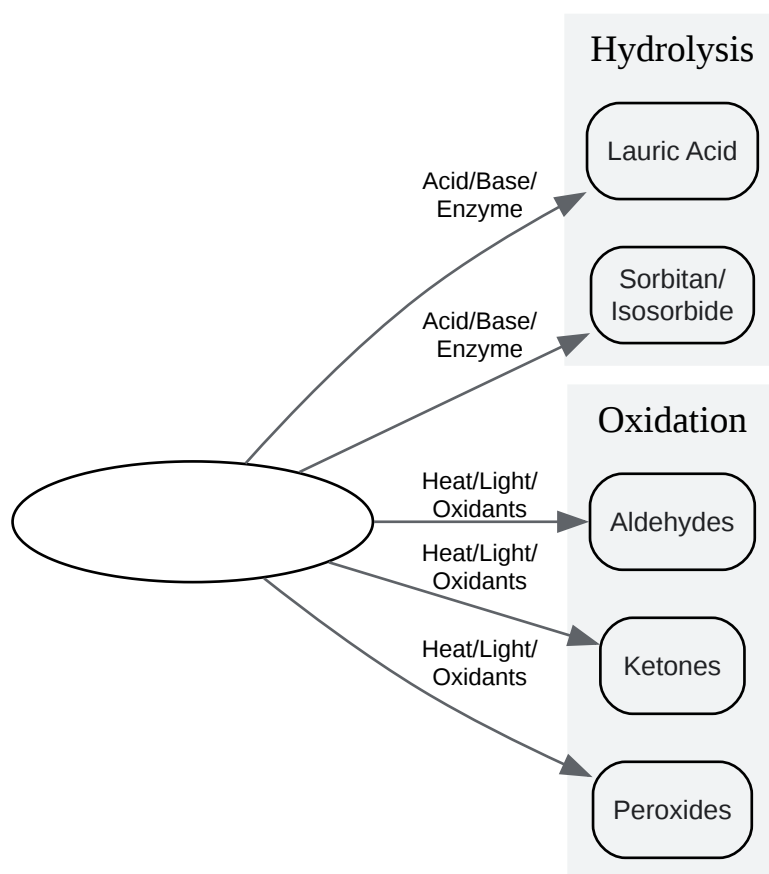 Hydrolysis
Lauric Acid
Acid/Base/
Enzyme
Sorbitan/
Isosorbide
Acid/Base/
Enzyme
Oxidation
Heat/Light/
Oxidants
Aldehydes
Heat/Light/
Oxidants
Ketones
Heat/Light/
Oxidants
Peroxides